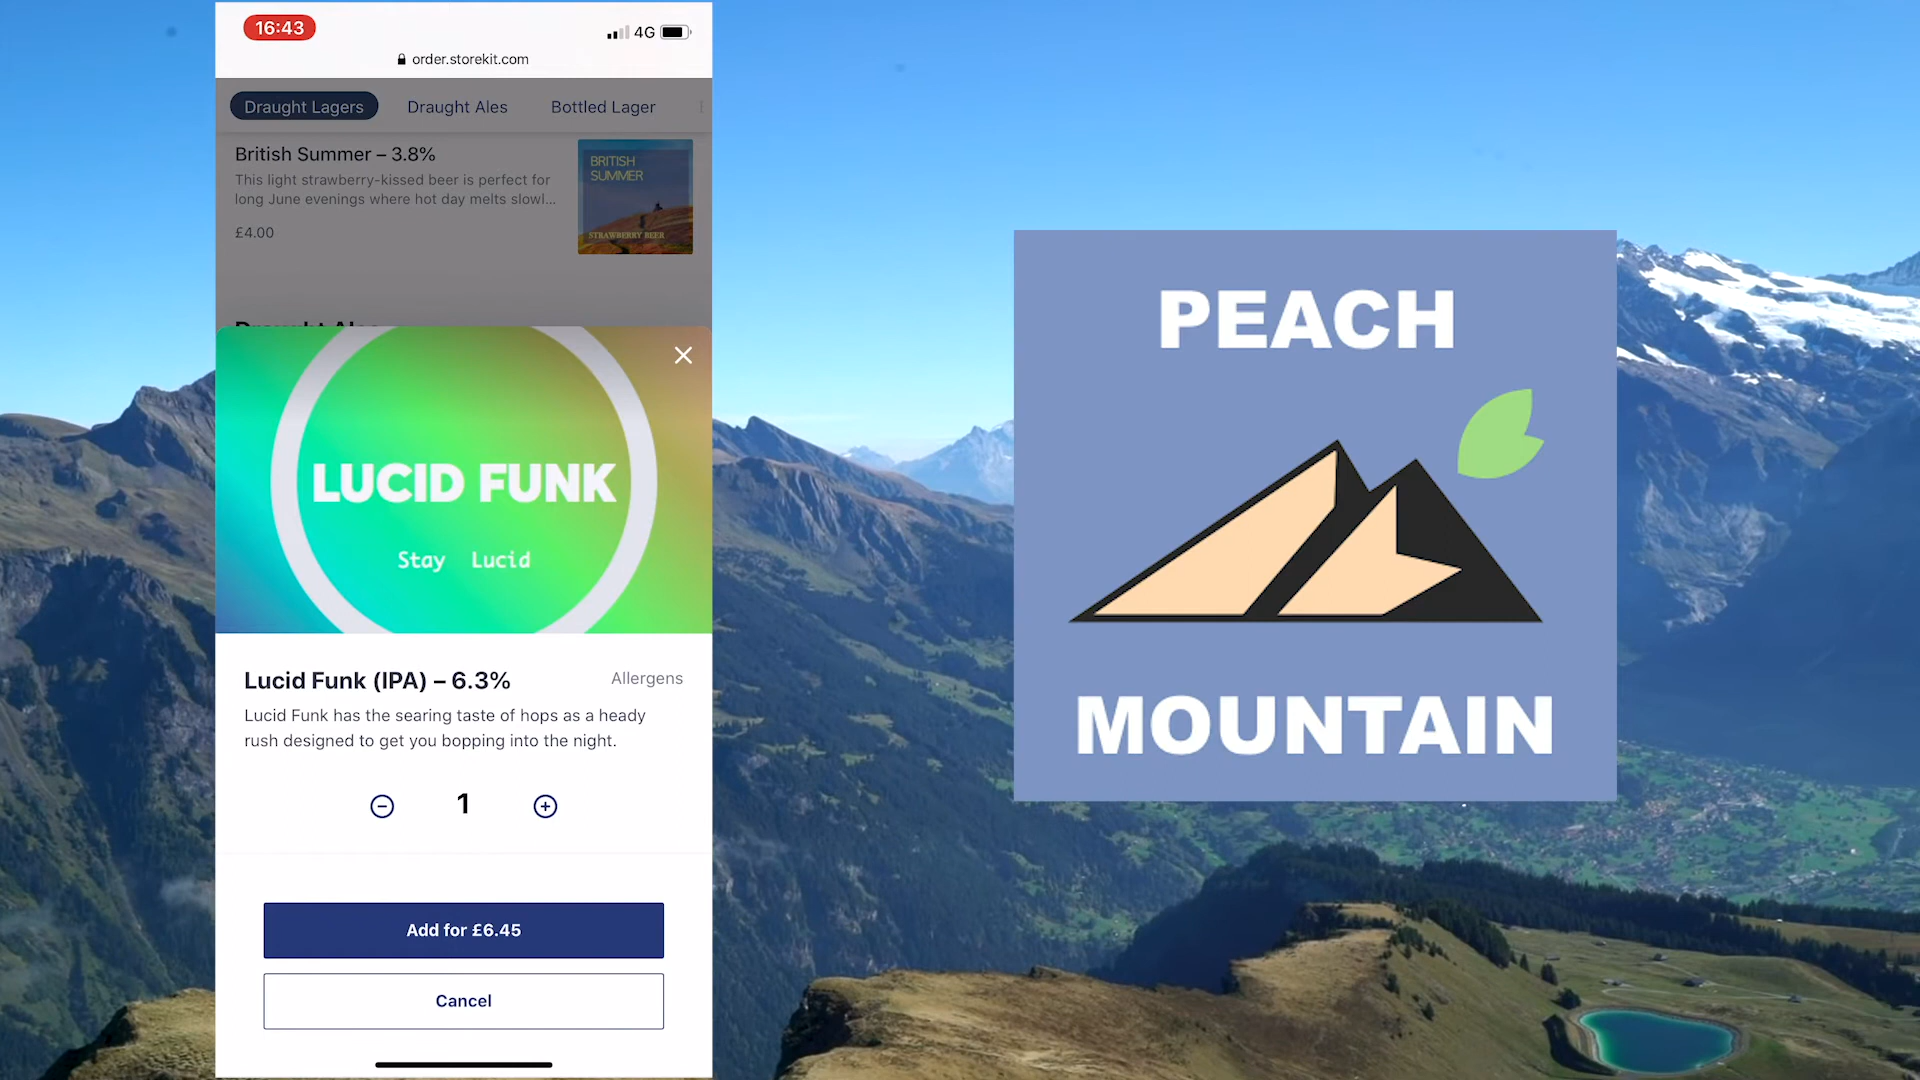 16:43
4G
order.storekit.com
Draught Lagers
Draught Ales
Bottled Lager
British Summer – 3.8%
This light strawberry-kissed beer is perfect for
long June evenings where hot day melts slowl...
£4.00
BRITISH
SUMMER
STRAWBERRY BEER
Draught Ales
LUCID FUNK
Stay Lucid
Lucid Funk (IPA) – 6.3%
Allergens
Lucid Funk has the searing taste of hops as a heady
rush designed to get you bopping into the night.
1
Add for £6.45
Cancel
PEACH
MOUNTAIN